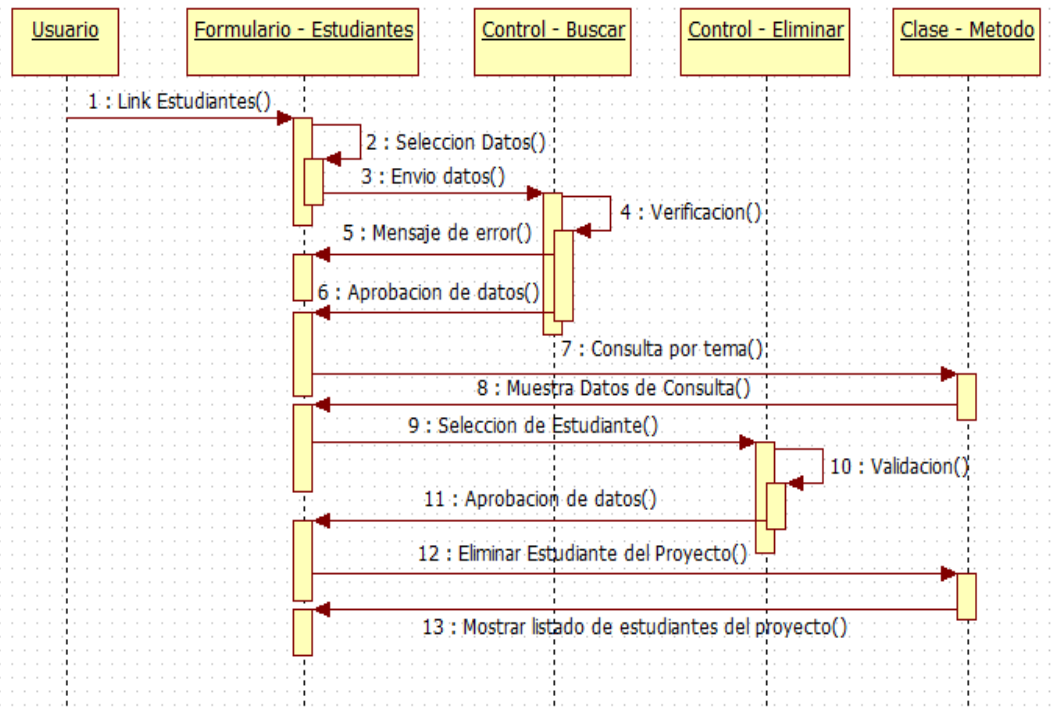 Usuario
Formulario - Estudiantes
Control - Buscar
Control - Eliminar
Clase - Metodo
1 : Link Estudiantes()
2 : Seleccion Datos()
3 : Envio datos()
4 : Verificacion()
5 : Mensaje de error()
6 : Aprobacion de datos()
7 : Consulta por tema()
8 : Muestra Datos de Consulta()
9 : Seleccion de Estudiante()
10 : Validacion()
11 : Aprobacion de datos()
12 : Eliminar Estudiante del Proyecto()
13 : Mostrar listado de estudiantes del proyecto()